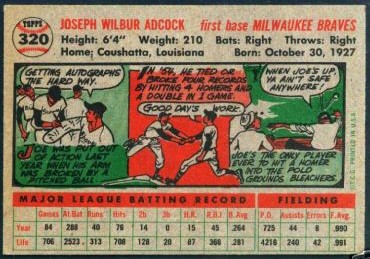 TOPPS
320
JOSEPH WILBUR ADCOCK first base MILWAUKEE BRAVES
Height: 6'4" Weight: 210 Bats: Right Throws: Right
Home: Coushatta, Louisiana Born: October 30, 1927
GETTING AUTOGRAPHS
THE HARD WAY.
JOE WAS PUT OUT
OF ACTION LAST
YEAR WHEN HIS ARM
WAS BROKEN BY A
PITCHED BALL.
IN '54, HE TIED OR
BROKE FOUR RECORDS
BY HITTING 4 HOMERS AND
A DOUBLE IN 1 GAME.
GOOD DAY'S WORK.
WHEN JOE'S UP,
YA AIN'T SAFE
ANYWHERE!
JOE'S THE ONLY PLAYER
EVER TO HIT A HOMER
INTO THE POLO
GROUNDS BLEACHERS.
T.C.G. PRINTED IN U.S.A.
MAJOR LEAGUE BATTING RECORD FIELDING
Games At.Bat Runs Hits 2b 3b H.R. R.B.I. B.Avg. P.O. Assists Errors F.Avg.
YEAR 84 288 40 76 14 0 15 45 .264 725 44 8 .990
LIFE 706 2523 313 708 128 20 87 381 .281 4216 242 41 .991